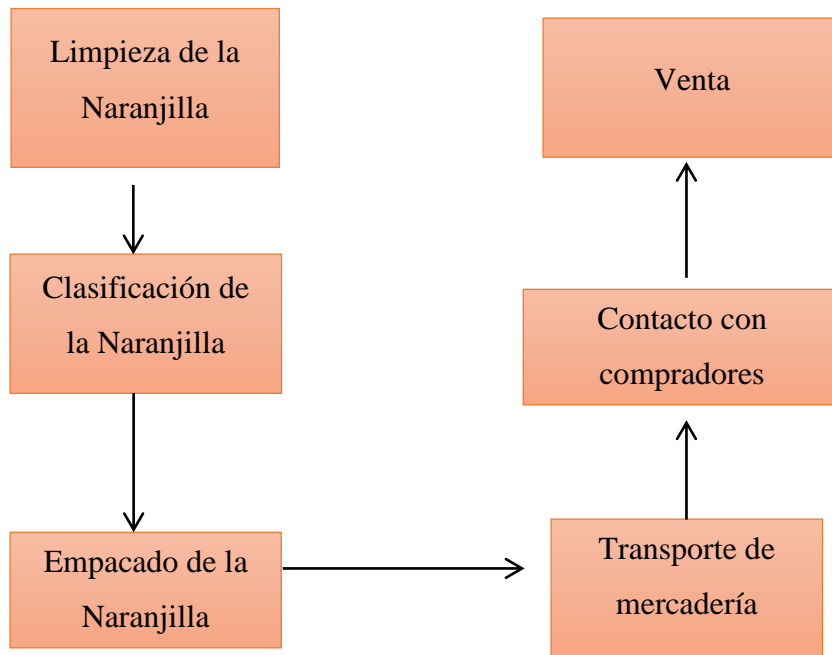 Limpieza de la
Naranjilla
Clasificación de
la Naranjilla
Empacado de la
Naranjilla
Transporte de
mercadería
Contacto con
compradores
Venta